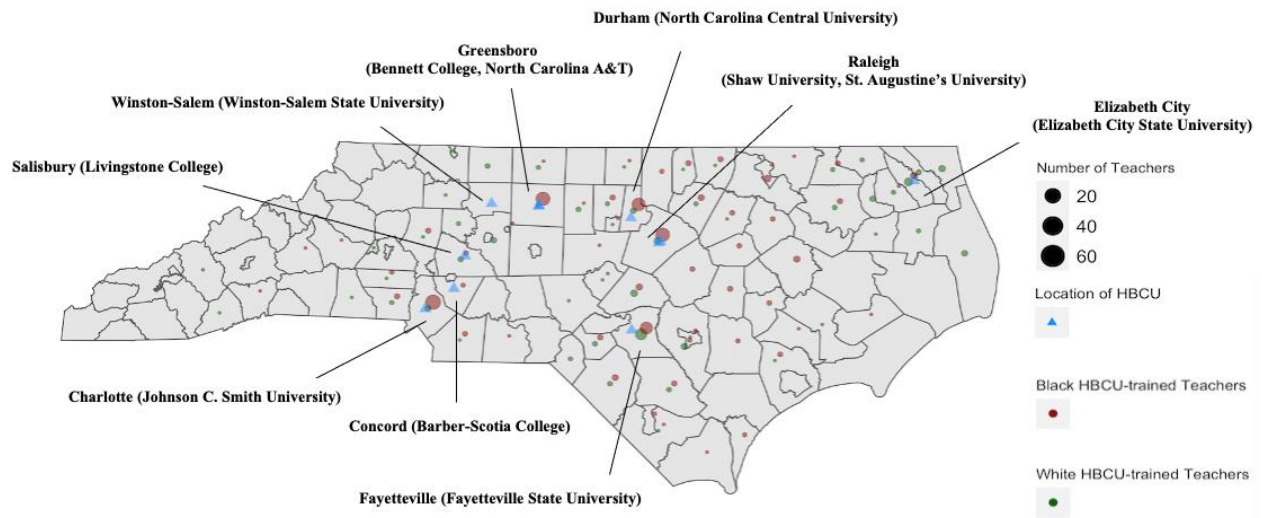 Durham (North Carolina Central University)
Greensboro
(Bennett College, North Carolina A&T)
Raleigh
(Shaw University, St. Augustine's University)
Winston-Salem (Winston-Salem State University)
Elizabeth City
(Elizabeth City State University)
Salisbury (Livingstone College)
Number of Teachers
20
40
60
Location of HBCU
Black HBCU-trained Teachers
Charlotte (Johnson C. Smith University)
Concord (Barber-Scotia College)
White HBCU-trained Teachers
Fayetteville (Fayetteville State University)